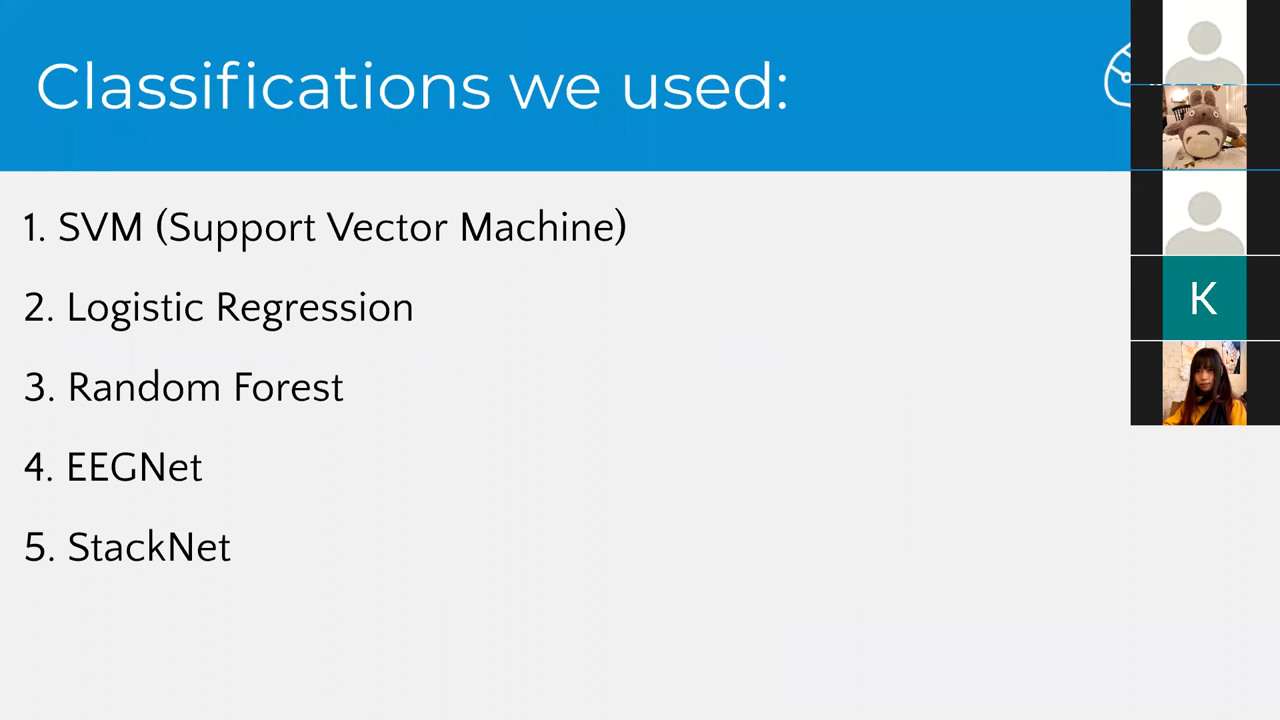 Classifications we used:
1. SVM (Support Vector Machine)
2. Logistic Regression
3. Random Forest
4. EEGNet
5. StackNet
K